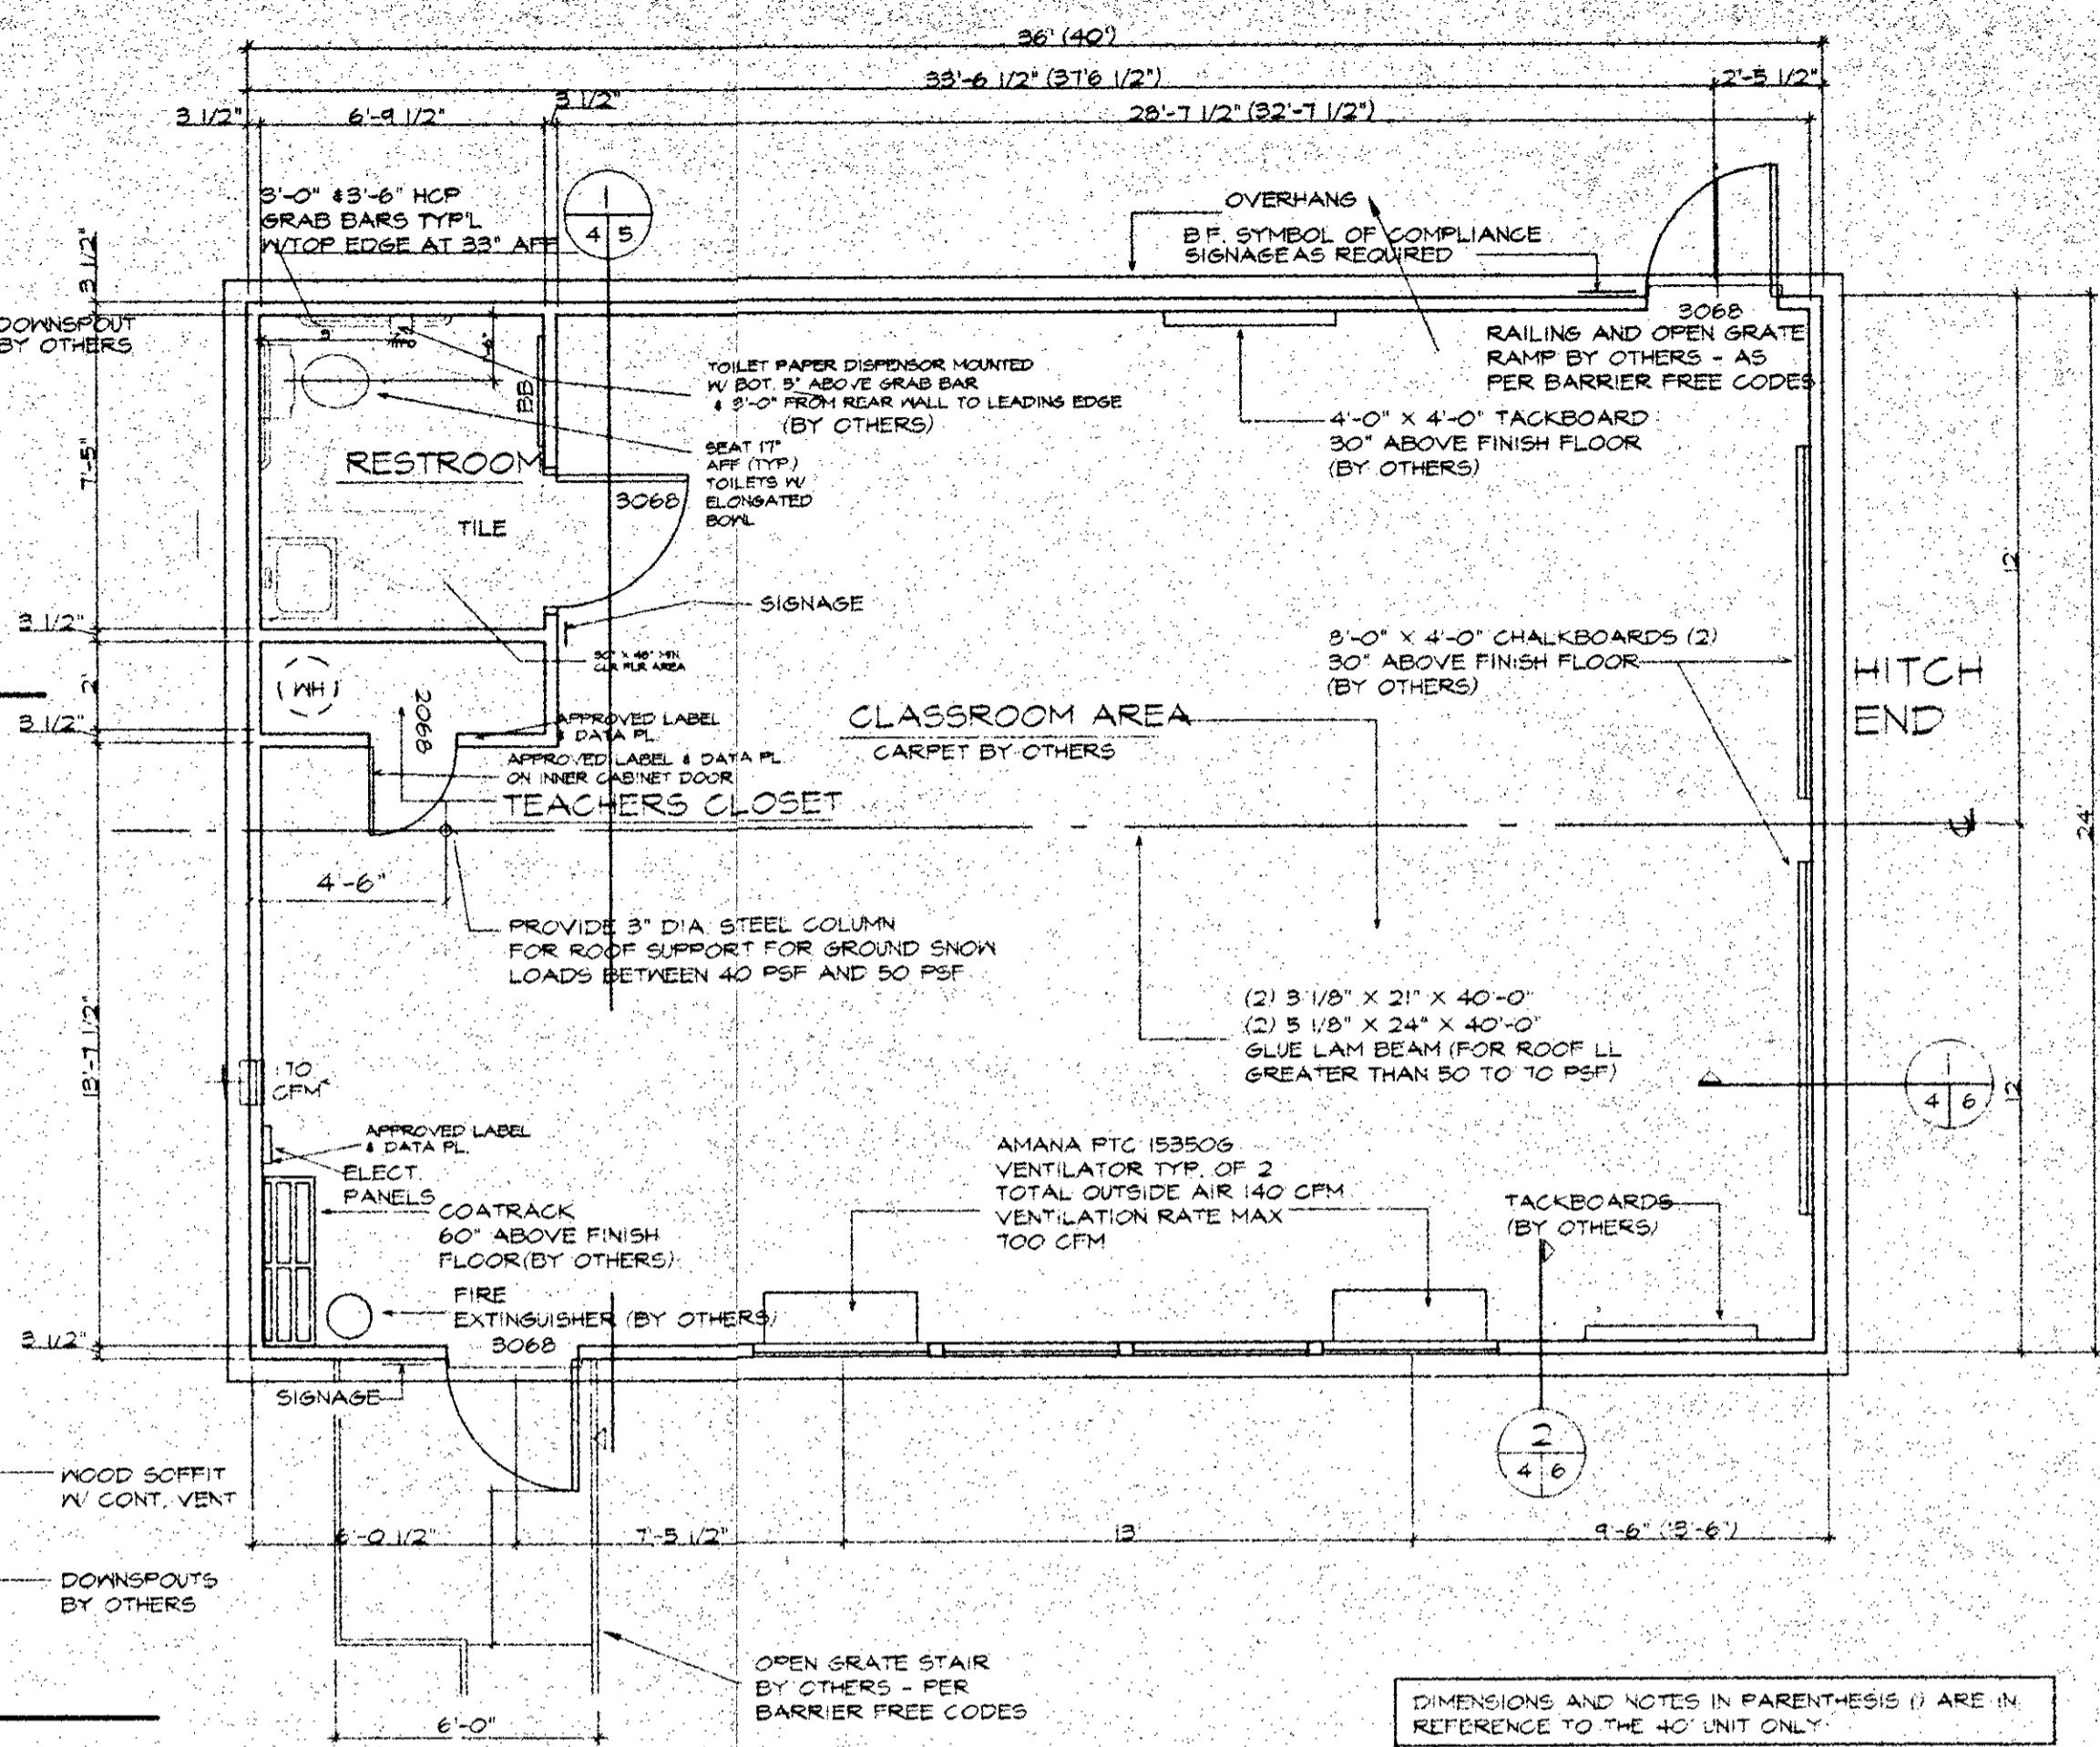 36' (40')
33'-6 1/2" (37'6 1/2")
2'-5 1/2"
3 1/2"
6'-9 1/2"
3 1/2"
28'-7 1/2" (32'-7 1/2")
3'-0" & 3'-6" HCP
GRAB BARS TYP'L
W/TOP EDGE AT 33" AFF
1
4 5
OVERHANG
B.F. SYMBOL OF COMPLIANCE
SIGNAGE AS REQUIRED
3 1/2"
DOWNSPOUT
BY OTHERS
3068
RAILING AND OPEN GRATE
RAMP BY OTHERS - AS
PER BARRIER FREE CODES
TOILET PAPER DISPENSOR MOUNTED
W/ BOT. 5" ABOVE GRAB BAR
& 3'-0" FROM REAR WALL TO LEADING EDGE
(BY OTHERS)
BB
4'-0" X 4'-0" TACKBOARD
30" ABOVE FINISH FLOOR
(BY OTHERS)
7'-5"
RESTROOM
SEAT 17"
AFF (TYP.)
TOILETS W/
ELONGATED
BOWL
3068
TILE
12
SIGNAGE
3 1/2"
30" X 48" MIN
CLR FLR AREA
8'-0" X 4'-0" CHALKBOARDS (2)
30" ABOVE FINISH FLOOR
(BY OTHERS)
HITCH
END
2'
WH
2068
3 1/2"
APPROVED LABEL
& DATA PL.
CLASSROOM AREA
CARPET BY OTHERS
APPROVED LABEL & DATA PL.
ON INNER CABINET DOOR
TEACHERS CLOSET
24'
4'-6"
PROVIDE 3" DIA. STEEL COLUMN
FOR ROOF SUPPORT FOR GROUND SNOW
LOADS BETWEEN 40 PSF AND 50 PSF
13'-7 1/2"
(2) 3 1/8" X 21" X 40'-0"
(2) 5 1/8" X 24" X 40'-0"
GLUE LAM BEAM (FOR ROOF LL
GREATER THAN 50 TO 70 PSF)
170
CFM
1
4 6
12
APPROVED LABEL
& DATA PL.
ELECT.
PANELS
AMANA PTC 15350G
VENTILATOR TYP. OF 2
TOTAL OUTSIDE AIR 140 CFM
VENTILATION RATE MAX
700 CFM
COATRACK
60" ABOVE FINISH
FLOOR (BY OTHERS)
TACKBOARDS
(BY OTHERS)
FIRE
EXTINGUISHER (BY OTHERS)
3 1/2"
3068
SIGNAGE
2
4 6
WOOD SOFFIT
W/ CONT. VENT
6'-0 1/2"
7'-5 1/2"
13'
9'-6" (13'-6")
DOWNSPOUTS
BY OTHERS
OPEN GRATE STAIR
BY OTHERS - PER
BARRIER FREE CODES
6'-0"
DIMENSIONS AND NOTES IN PARENTHESIS () ARE IN
REFERENCE TO THE 40' UNIT ONLY.